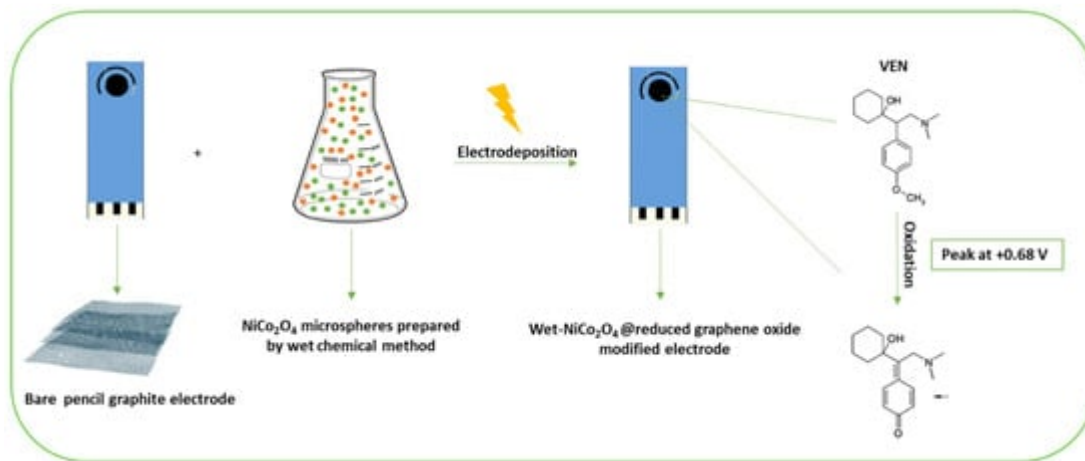 VEN
OH
N
O
CH₃
+
Electrodeposition
Oxidation
Peak at +0.68 V
NiCo₂O₄ microspheres prepared
by wet chemical method
Wet-NiCo₂O₄ @reduced graphene oxide
modified electrode
Bare pencil graphite electrode
OH
N
O